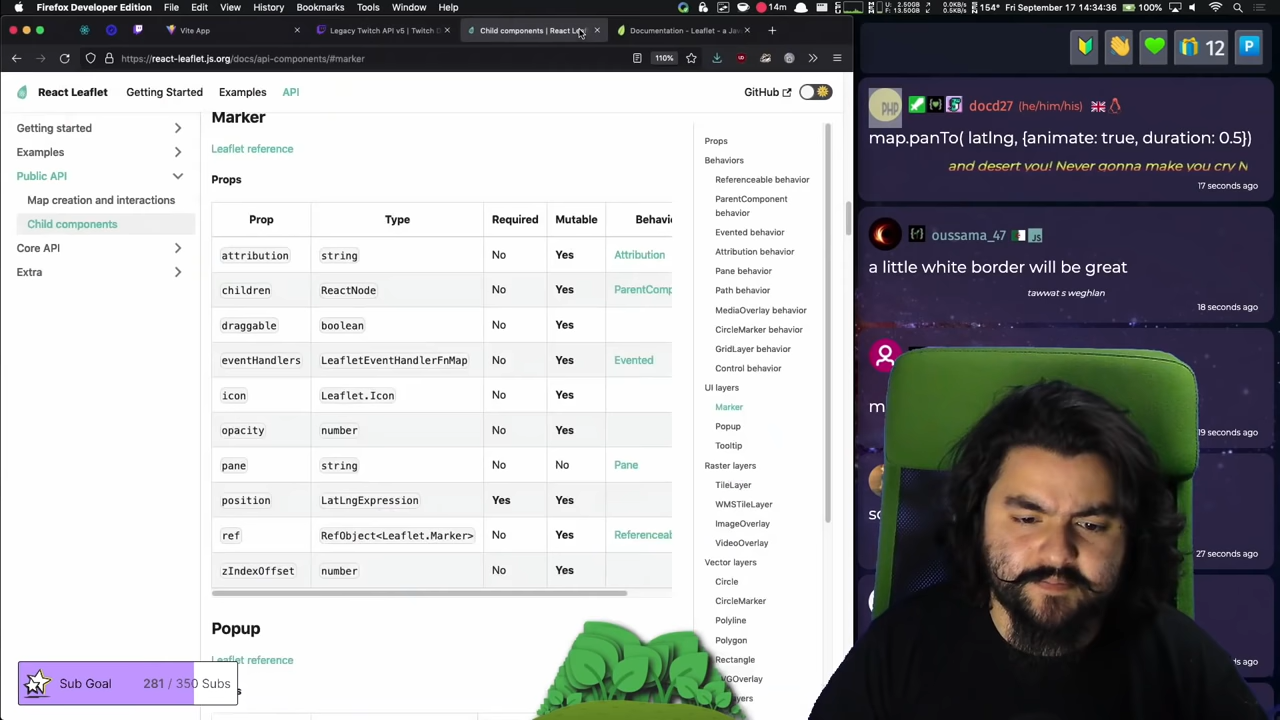 Firefox Developer Edition File Edit View History Bookmarks Tools Window Help
14m
154° Fri September 17 14:34:36
Vite App
Legacy Twitch API v5 | Twitch D
Child components | React Leaf
Documentation - Leaflet - a Ja
https://react-leaflet.js.org/docs/api-components/#marker
110%
React Leaflet Getting Started Examples API GitHub
Getting started
Examples
Public API
Map creation and interactions
Child components
Core API
Extra
Marker
Leaflet reference
Props
Prop Type Required Mutable Behavio
attribution string No Yes Attribution
children ReactNode No Yes ParentComp
draggable boolean No Yes
eventHandlers LeafletEventHandlerFnMap No Yes Evented
icon Leaflet.Icon No Yes
opacity number No Yes
pane string No No Pane
position LatLngExpression Yes Yes
ref RefObject<Leaflet.Marker> No Yes Referenceab
zIndexOffset number No Yes
Popup
Leaflet reference
Props
Behaviors
Referenceable behavior
ParentComponent
behavior
Evented behavior
Attribution behavior
Pane behavior
Path behavior
MediaOverlay behavior
CircleMarker behavior
GridLayer behavior
Control behavior
UI layers
Marker
Popup
Tooltip
Raster layers
TileLayer
WMSTileLayer
ImageOverlay
VideoOverlay
Vector layers
Circle
CircleMarker
Polyline
Polygon
Rectangle
VGOverlay
ayers
Sub Goal 281 / 350 Subs
12
P
PHP
docd27 (he/him/his)
map.panTo( latlng, {animate: true, duration: 0.5})
and desert you! Never gonna make you cry N
17 seconds ago
oussama_47 JS
a little white border will be great
tawwat s weghlan
18 seconds ago
m
19 seconds ago
so
27 seconds ago